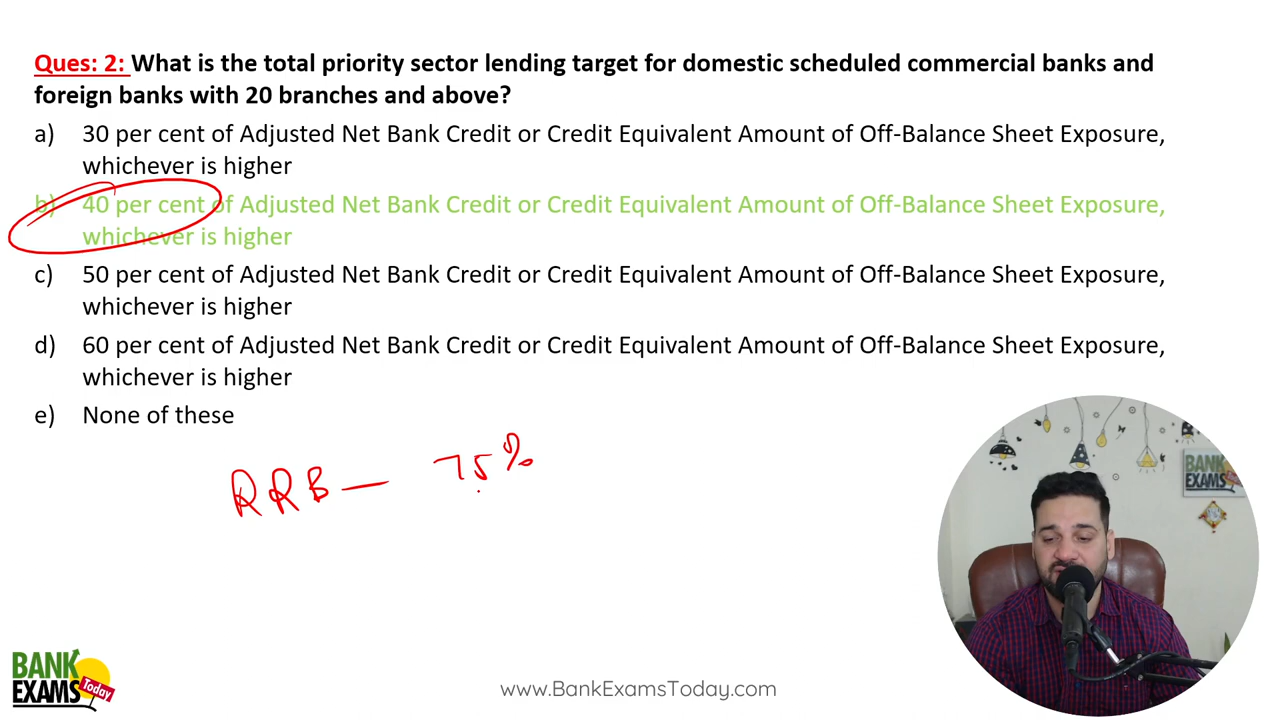 Ques: 2: What is the total priority sector lending target for domestic scheduled commercial banks and
foreign banks with 20 branches and above?
a) 30 per cent of Adjusted Net Bank Credit or Credit Equivalent Amount of Off-Balance Sheet Exposure,
whichever is higher
b) 40 per cent of Adjusted Net Bank Credit or Credit Equivalent Amount of Off-Balance Sheet Exposure,
whichever is higher
c) 50 per cent of Adjusted Net Bank Credit or Credit Equivalent Amount of Off-Balance Sheet Exposure,
whichever is higher
d) 60 per cent of Adjusted Net Bank Credit or Credit Equivalent Amount of Off-Balance Sheet Exposure,
whichever is higher
e) None of these
RRB — 75%
BANK
EXAMS
BANK
EXAMS
Today
www.BankExamsToday.com